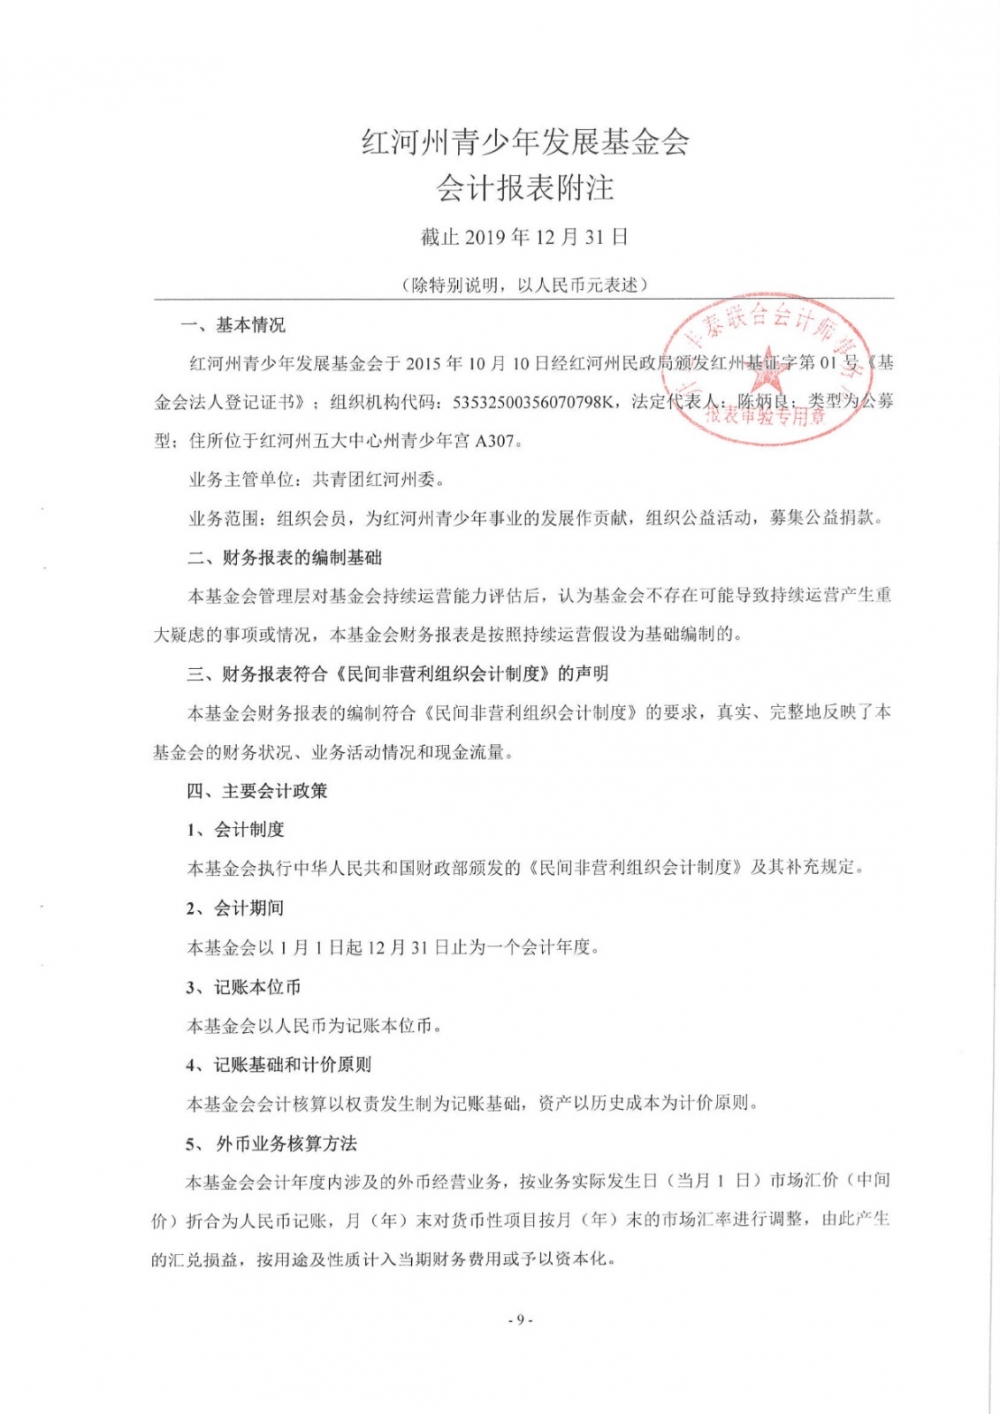 红河州青少年发展基金会
会计报表附注
截止 2019 年 12 月 31 日
（除特别说明，以人民币元表述）
一、基本情况
红河州青少年发展基金会于 2015 年 10 月 10 日经红河州民政局颁发红州基证字第 01 号《基
金会法人登记证书》；组织机构代码：53532500356070798K，法定代表人：陈炳良；类型为公募
型；住所位于红河州五大中心州青少年宫 A307。
业务主管单位：共青团红河州委。
业务范围：组织会员，为红河州青少年事业的发展作贡献，组织公益活动，募集公益捐款。
二、财务报表的编制基础
本基金会管理层对基金会持续运营能力评估后，认为基金会不存在可能导致持续运营产生重
大疑虑的事项或情况，本基金会财务报表是按照持续运营假设为基础编制的。
三、财务报表符合《民间非营利组织会计制度》的声明
本基金会财务报表的编制符合《民间非营利组织会计制度》的要求，真实、完整地反映了本
基金会的财务状况、业务活动情况和现金流量。
四、主要会计政策
1、会计制度
本基金会执行中华人民共和国财政部颁发的《民间非营利组织会计制度》及其补充规定。
2、会计期间
本基金会以 1 月 1 日起 12 月 31 日止为一个会计年度。
3、记账本位币
本基金会以人民币为记账本位币。
4、记账基础和计价原则
本基金会会计核算以权责发生制为记账基础，资产以历史成本为计价原则。
5、 外币业务核算方法
本基金会会计年度内涉及的外币经营业务，按业务实际发生日（当月 1 日）市场汇价（中间
价）折合为人民币记账，月（年）末对货币性项目按月（年）末的市场汇率进行调整，由此产生
的汇兑损益，按用途及性质计入当期财务费用或予以资本化。
- 9 -
泰联合会计师事
报表审验专用章